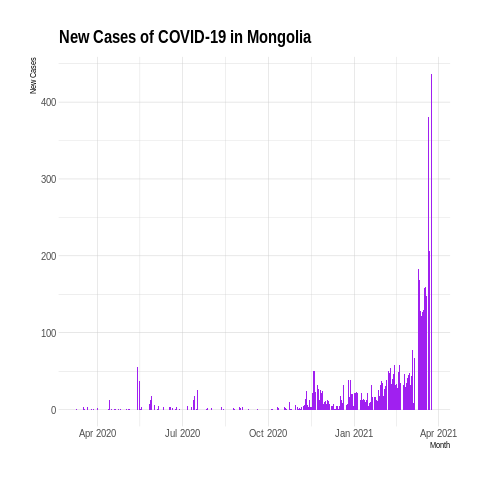 New Cases of COVID-19 in Mongolia
New Cases
400
300
200
100
0
Apr 2020
Jul 2020
Oct 2020
Jan 2021
Apr 2021
Month